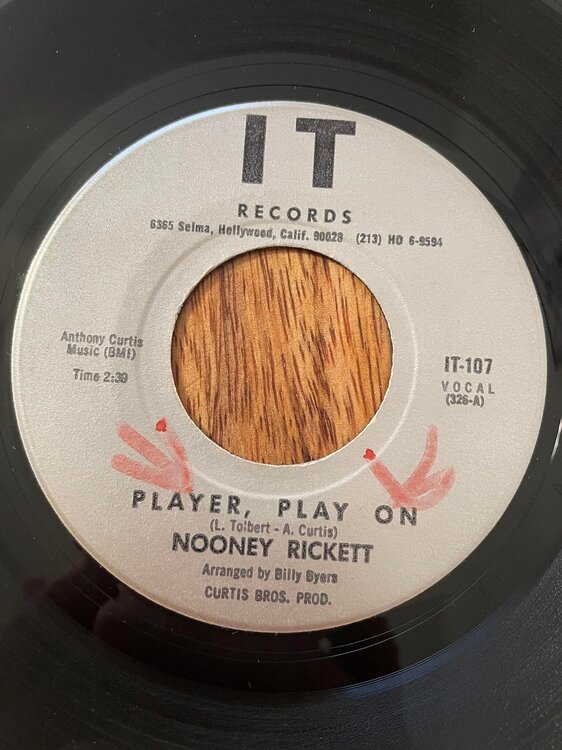 IT
RECORDS
6365 Selma, Hollywood, Calif. 90028 (213) HO 6-9594
Anthony Curtis
Music (BMI)
Time 2:39
IT-107
VOCAL
(326-A)
PLAYER, PLAY ON
(L. Tolbert - A. Curtis)
NOONEY RICKETT
Arranged by Billy Byers
CURTIS BROS. PROD.